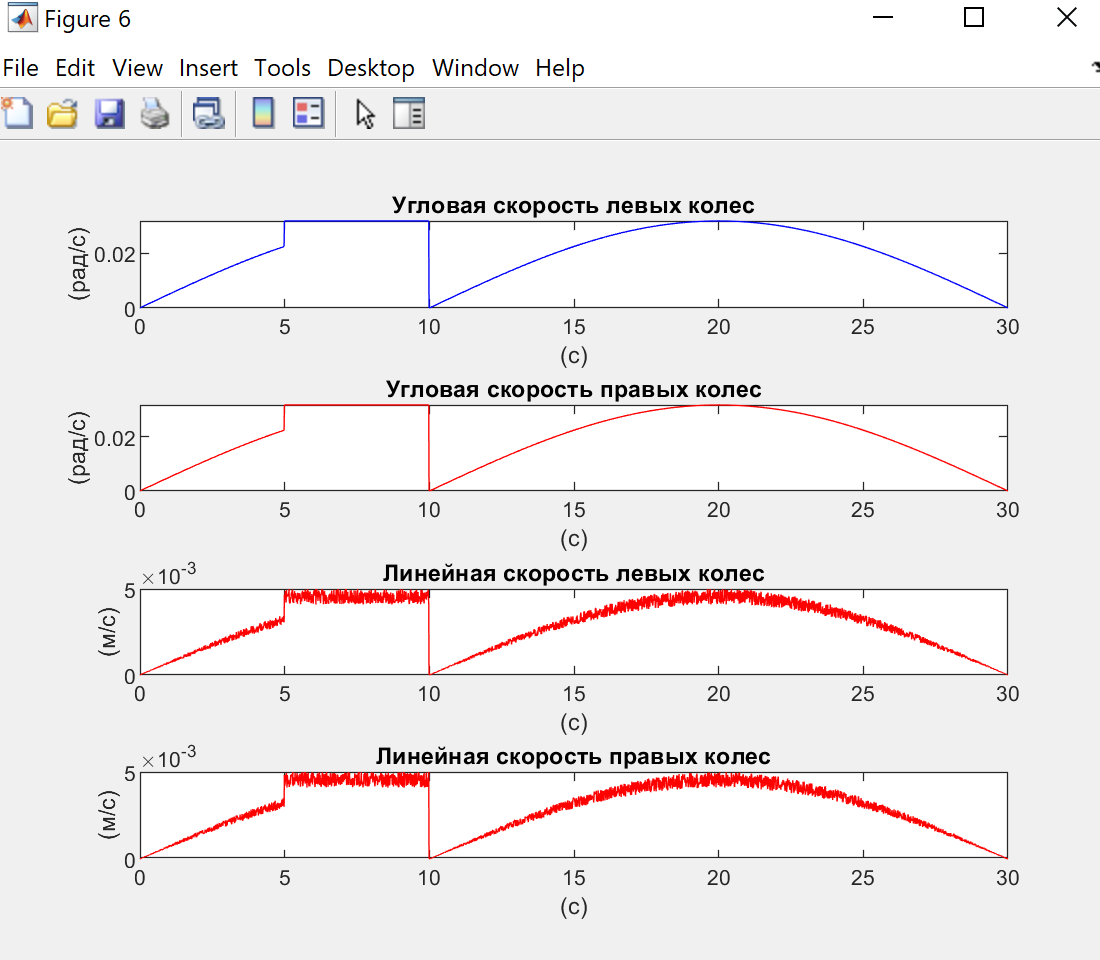 Figure 6
File Edit View Insert Tools Desktop Window Help
Угловая скорость левых колес
(рад/с)
0.02
0
0 5 10 15 20 25 30
(с)
Угловая скорость правых колес
(рад/с)
0.02
0
0 5 10 15 20 25 30
(с)
Линейная скорость левых колес
×10-3
(м/с)
5
0
0 5 10 15 20 25 30
(с)
Линейная скорость правых колес
×10-3
(м/с)
5
0
0 5 10 15 20 25 30
(с)